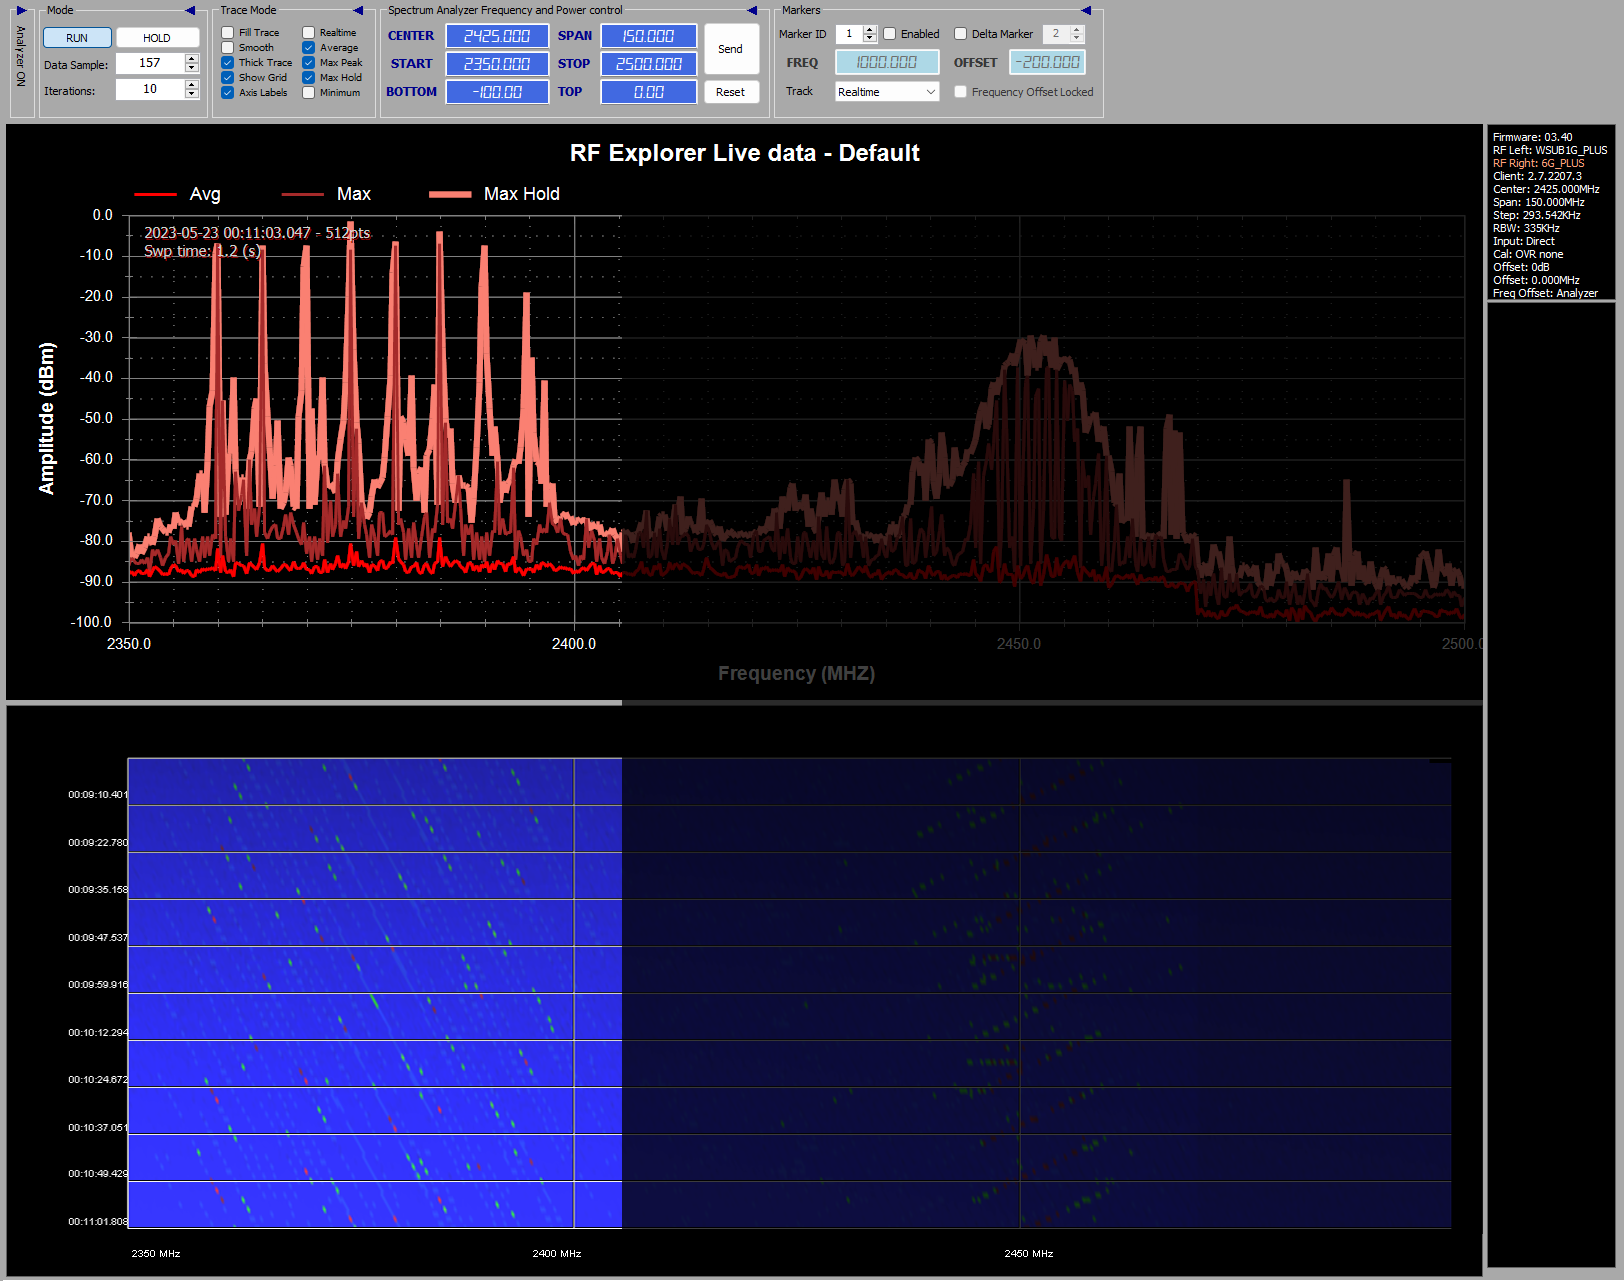 Analyzer ON
Mode
RUN HOLD
Data Sample: 157
Iterations: 10
Trace Mode
Fill Trace Realtime
Smooth Average
Thick Trace Max Peak
Show Grid Max Hold
Axis Labels Minimum
Spectrum Analyzer Frequency and Power control
CENTER 2425.000 SPAN 150.000
START 2350.000 STOP 2500.000
BOTTOM -100.00 TOP 0.00
Send
Reset
Markers
Marker ID 1 Enabled Delta Marker 2
FREQ 1000.000 OFFSET -200.000
Track Realtime Frequency Offset Locked
RF Explorer Live data - Default
Avg Max Max Hold
2023-05-23 00:11:03.047 - 512pts
Swp time: 1.2 (s)
Amplitude (dBm)
0.0
-10.0
-20.0
-30.0
-40.0
-50.0
-60.0
-70.0
-80.0
-90.0
-100.0
2350.0 2400.0 2450.0 2500.0
Frequency (MHZ)
Firmware: 03.40
RF Left: WSUB1G_PLUS
RF Right: 6G_PLUS
Client: 2.7.2207.3
Center: 2425.000MHz
Span: 150.000MHz
Step: 293.542KHz
RBW: 335KHz
Input: Direct
Cal: OVR none
Offset: 0dB
Offset: 0.000MHz
Freq Offset: Analyzer
00:09:10.401
00:09:22.780
00:09:35.158
00:09:47.537
00:09:59.916
00:10:12.294
00:10:24.672
00:10:37.051
00:10:49.429
00:11:01.808
2350 MHz 2400 MHz 2450 MHz